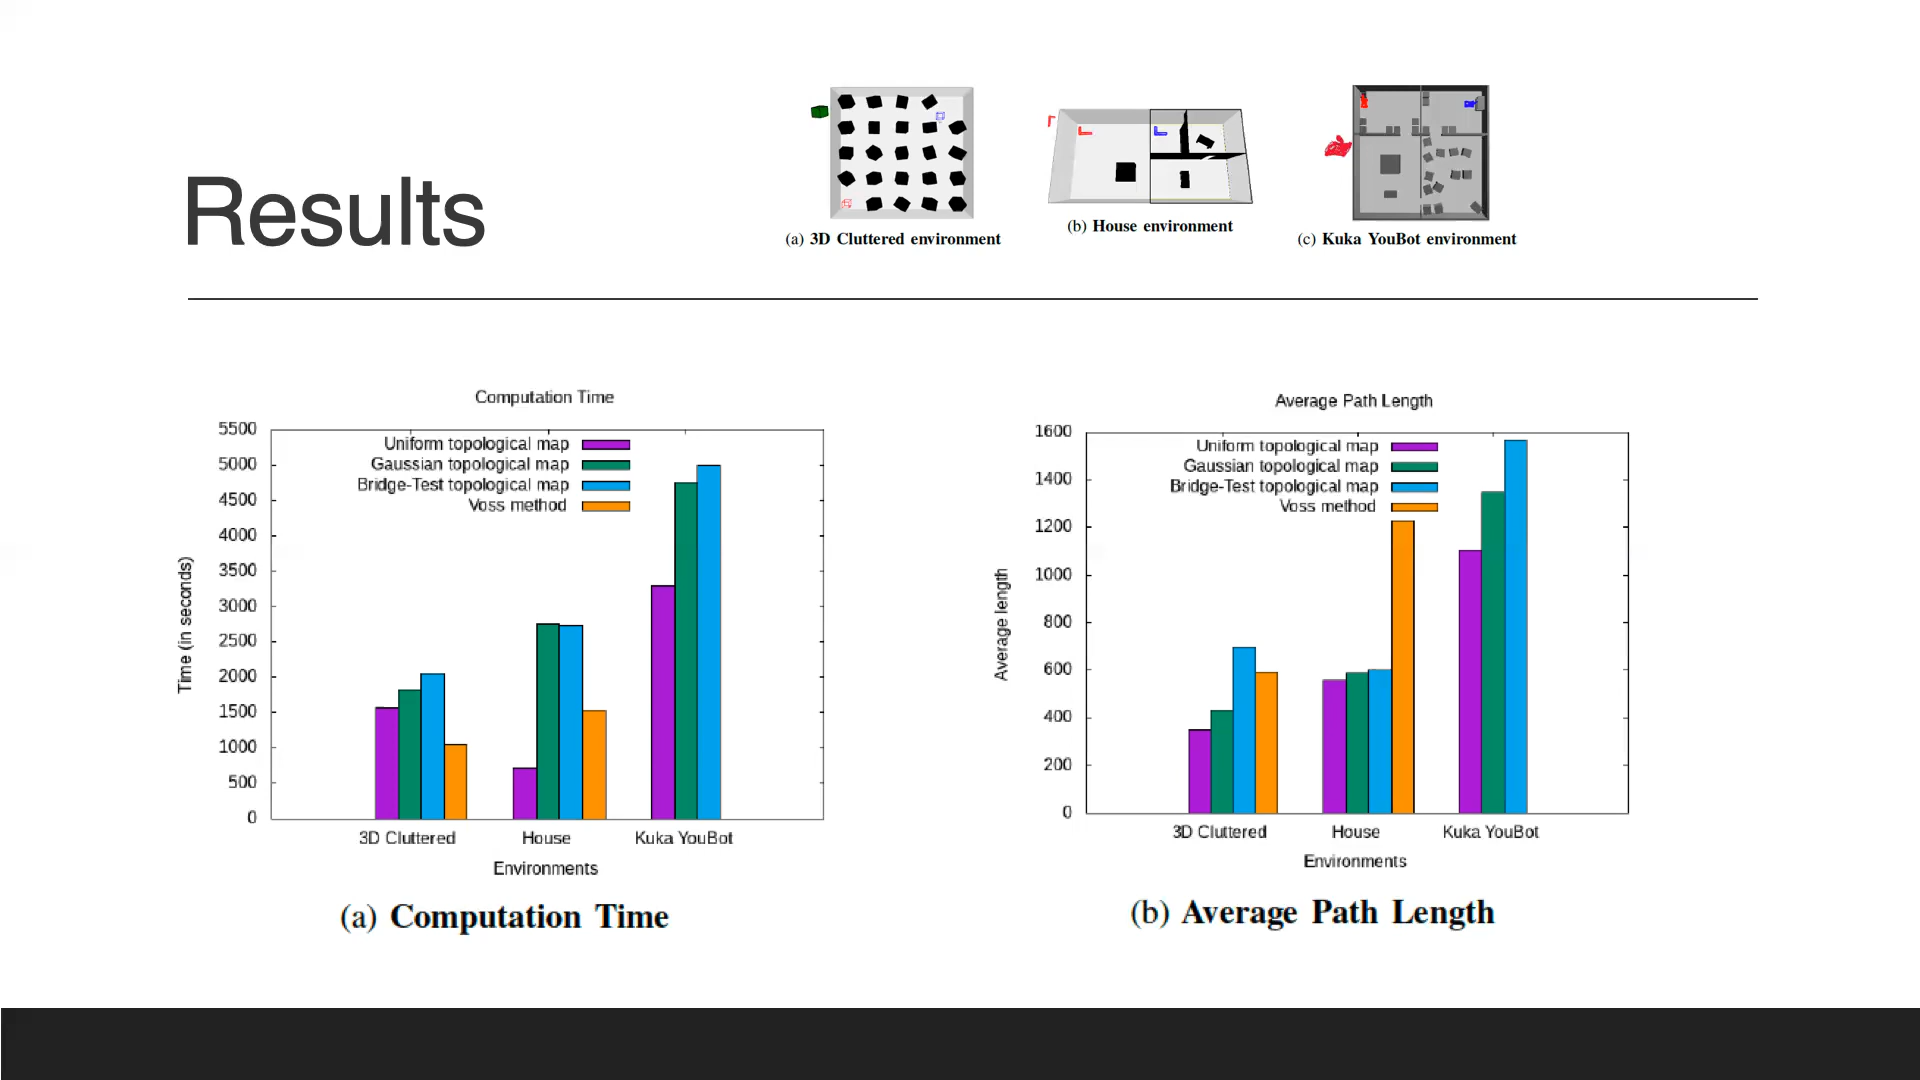 Results
(a) 3D Cluttered environment
(b) House environment
(c) Kuka YouBot environment
Computation Time
5500
5000
4500
4000
3500
3000
2500
2000
1500
1000
500
0
Time (in seconds)
Uniform topological map
Gaussian topological map
Bridge-Test topological map
Voss method
3D Cluttered
House
Kuka YouBot
Environments
(a) Computation Time
Average Path Length
1600
1400
1200
1000
800
600
400
200
0
Average length
Uniform topological map
Gaussian topological map
Bridge-Test topological map
Voss method
3D Cluttered
House
Kuka YouBot
Environments
(b) Average Path Length